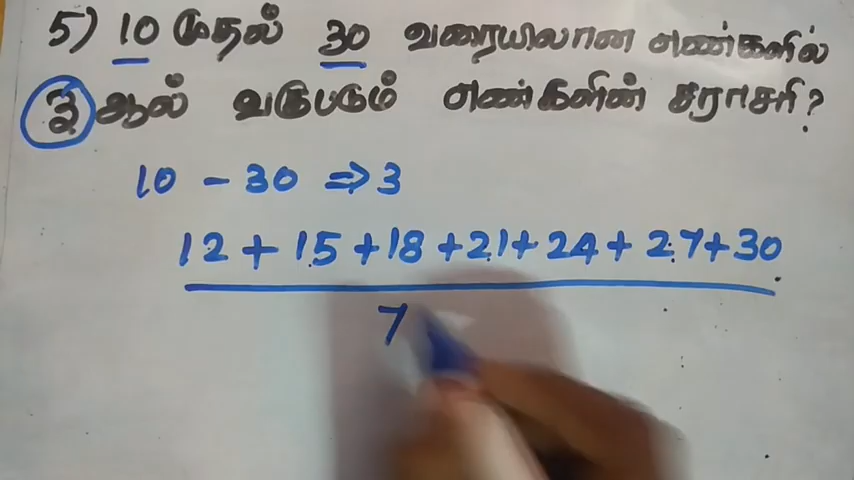 5) 10 முதல் 30 வரையிலான எண்களில்
3 ஆல் வகுபடும் எண்களின் சராசரி?
10 - 30 ⇒ 3
12 + 15 + 18 + 21 + 24 + 27 + 30
7